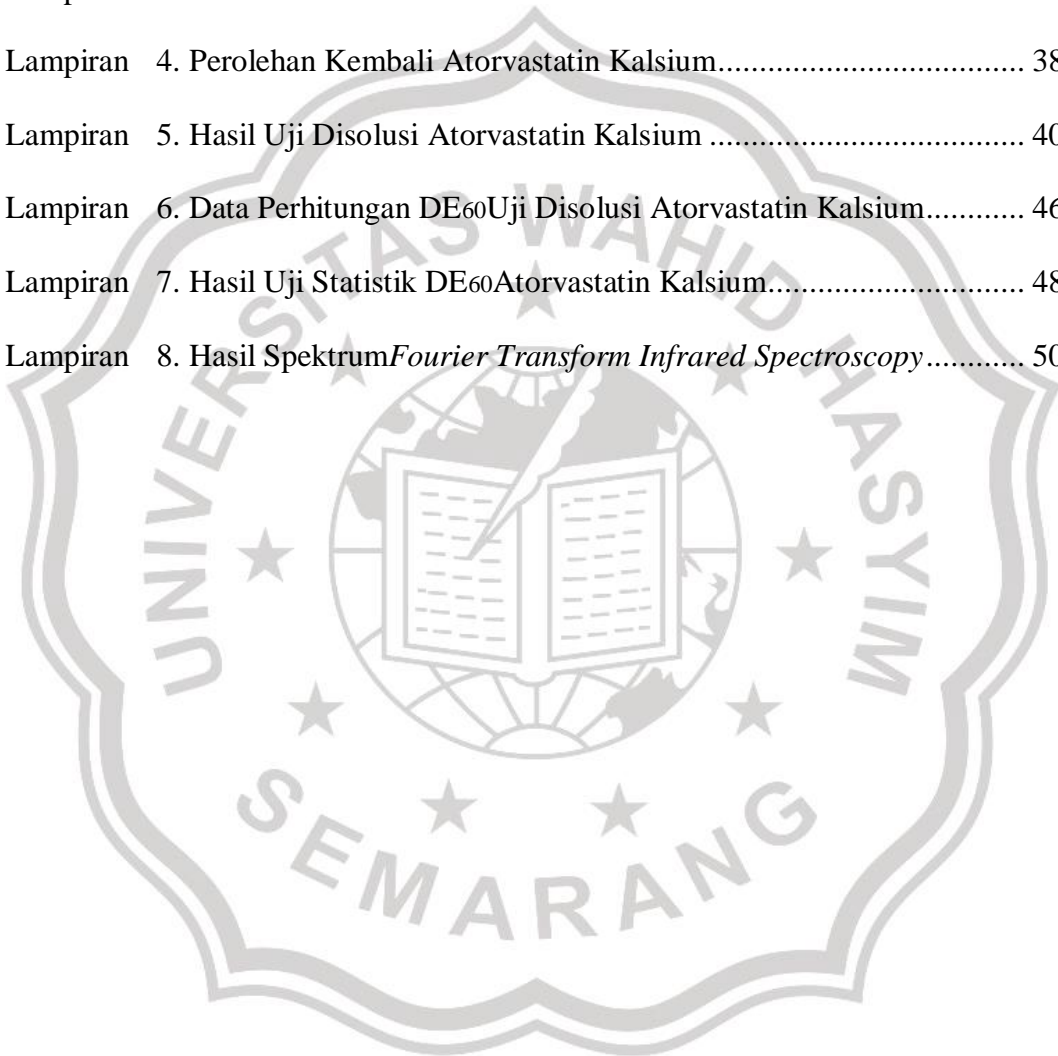 Lampiran 4. Perolehan Kembali Atorvastatin Kalsium..................................... 38
Lampiran 5. Hasil Uji Disolusi Atorvastatin Kalsium ...................................... 40
Lampiran 6. Data Perhitungan DE60Uji Disolusi Atorvastatin Kalsium............ 46
Lampiran 7. Hasil Uji Statistik DE60Atorvastatin Kalsium............................... 48
Lampiran 8. Hasil SpektrumFourier Transform Infrared Spectroscopy............ 50
UNIVERSITAS WAHID HASYIM
SEMARANG